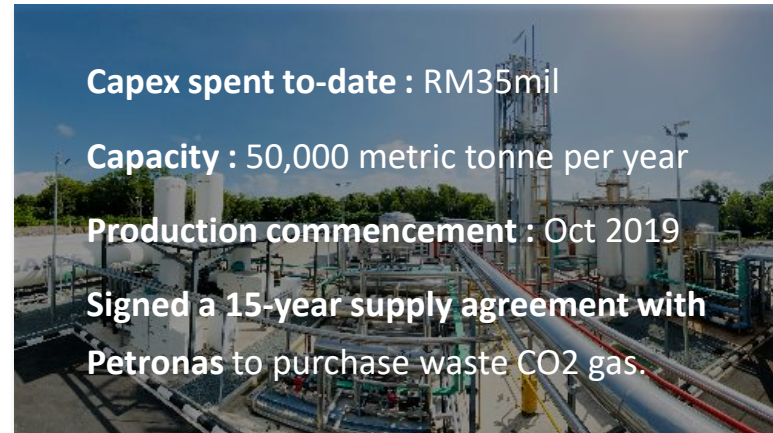 Capex spent to-date : RM35mil
Capacity : 50,000 metric tonne per year
Production commencement : Oct 2019
Signed a 15-year supply agreement with
Petronas to purchase waste CO2 gas.